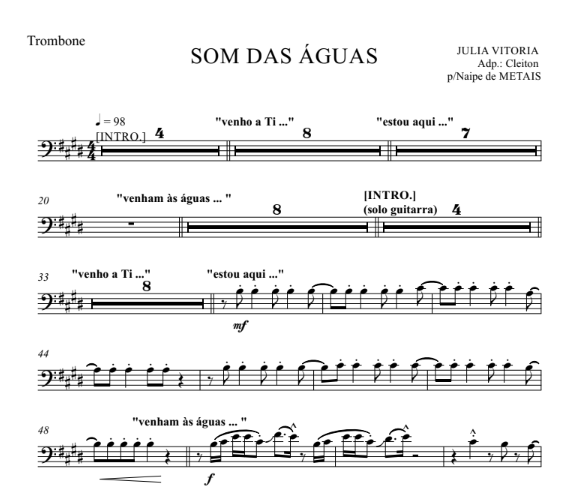 Trombone
SOM DAS ÁGUAS
JULIA VITORIA
Adp.: Cleiton
p/Naipe de METAIS
♩ = 98
[INTRO.]
4
"venho a Ti ..."
8
"estou aqui ..."
7
4
4
20
"venham às águas ... "
8
[INTRO.]
(solo guitarra)
4
33
"venho a Ti ..."
8
"estou aqui ..."
mf
44
48
"venham às águas ... "
f